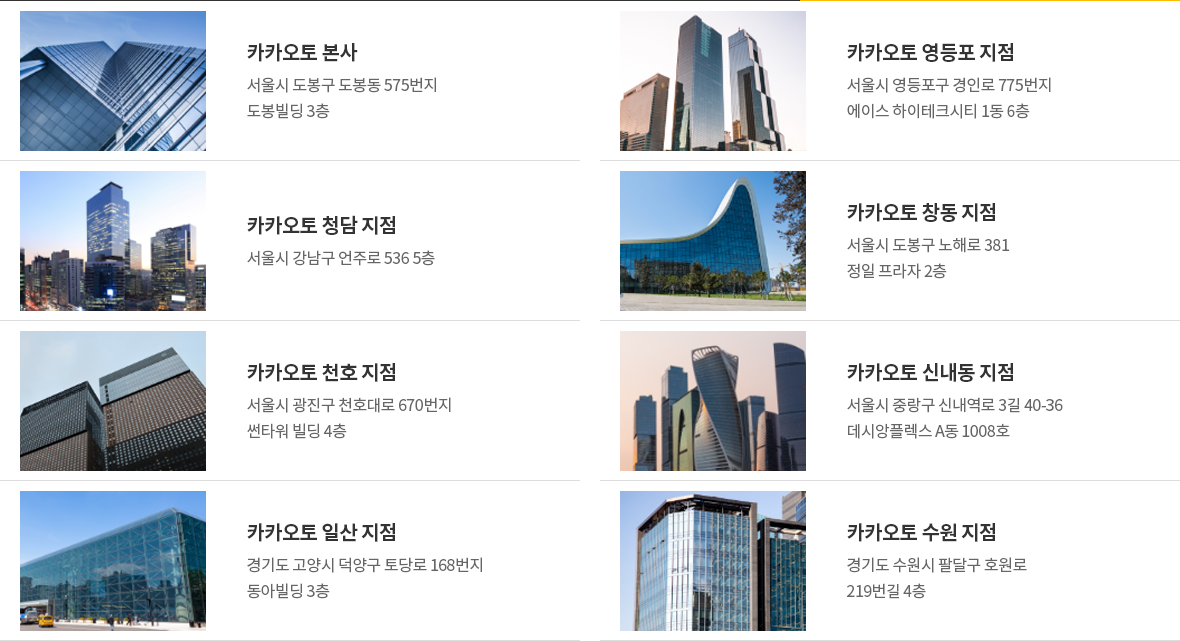 카카오토 본사
서울시 도봉구 도봉동 575번지
도봉빌딩 3층
카카오토 영등포 지점
서울시 영등포구 경인로 775번지
에이스 하이테크시티 1동 6층
카카오토 청담 지점
서울시 강남구 언주로 536 5층
카카오토 창동 지점
서울시 도봉구 노해로 381
정일 프라자 2층
카카오토 천호 지점
서울시 광진구 천호대로 670번지
썬타워 빌딩 4층
카카오토 신내동 지점
서울시 중랑구 신내역로 3길 40-36
데시앙플렉스 A동 1008호
카카오토 일산 지점
경기도 고양시 덕양구 토당로 168번지
동아빌딩 3층
카카오토 수원 지점
경기도 수원시 팔달구 호원로
219번길 4층